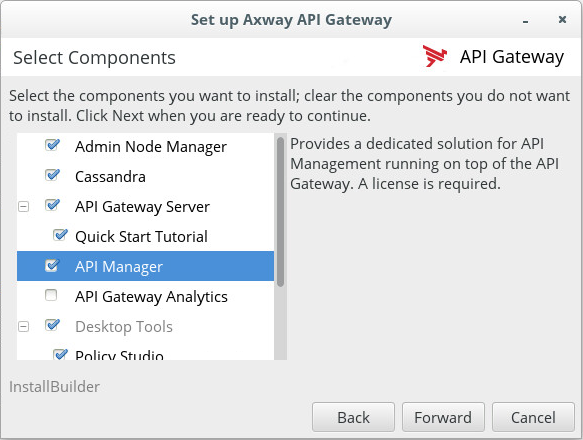 Set up Axway API Gateway
Select Components
API Gateway
Select the components you want to install; clear the components you do not want
to install. Click Next when you are ready to continue.
Admin Node Manager
Cassandra
API Gateway Server
Quick Start Tutorial
API Manager
API Gateway Analytics
Desktop Tools
Policy Studio
Provides a dedicated solution for API
Management running on top of the API
Gateway. A license is required.
InstallBuilder
Back
Forward
Cancel